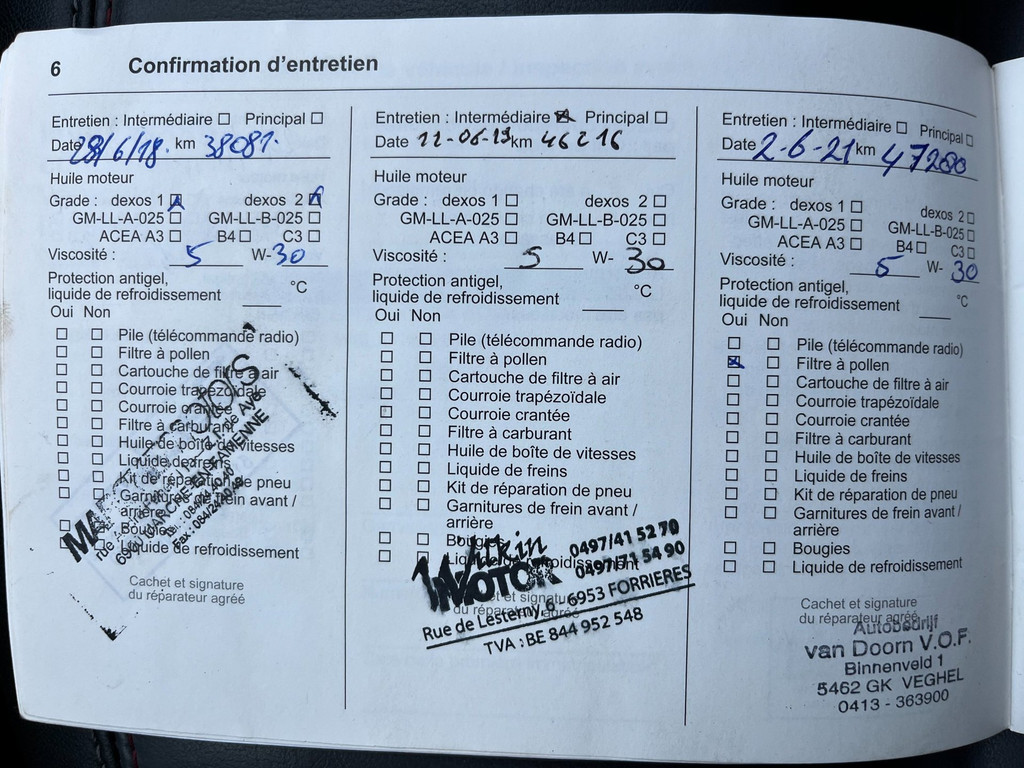 6 Confirmation d'entretien
Entretien : Intermédiaire Principal
Date 28/6/18. km 38081.
Huile moteur
Grade : dexos 1 dexos 2
GM-LL-A-025 GM-LL-B-025
ACEA A3 B4 C3
Viscosité : 5 W- 30
Protection antigel,
liquide de refroidissement °C
Oui Non
Pile (télécommande radio)
Filtre à pollen
Cartouche de filtre à air
Courroie trapézoïdale
Courroie crantée
Filtre à carburant
Huile de boîte de vitesses
Liquide de freins
Kit de réparation de pneu
Garnitures de frein avant /
arrière
Bougies
Liquide de refroidissement
Cachet et signature
du réparateur agréé
Entretien : Intermédiaire Principal
Date 12-06-19 km 46216
Huile moteur
Grade : dexos 1 dexos 2
GM-LL-A-025 GM-LL-B-025
ACEA A3 B4 C3
Viscosité : 5 W- 30
Protection antigel,
liquide de refroidissement °C
Oui Non
Pile (télécommande radio)
Filtre à pollen
Cartouche de filtre à air
Courroie trapézoïdale
Courroie crantée
Filtre à carburant
Huile de boîte de vitesses
Liquide de freins
Kit de réparation de pneu
Garnitures de frein avant /
arrière
Bougies
Liquide de refroidissement
Cachet et signature
du réparateur agréé
MOTOR
0497/41 52 70
0497/71 54 90
Rue de Lesterny, 6 6953 FORRIERES
TVA : BE 844 952 548
Entretien : Intermédiaire Principal
Date 2-6-21 km 47280
Huile moteur
Grade : dexos 1 dexos 2
GM-LL-A-025 GM-LL-B-025
ACEA A3 B4 C3
Viscosité : 5 W- 30
Protection antigel,
liquide de refroidissement °C
Oui Non
Pile (télécommande radio)
Filtre à pollen
Cartouche de filtre à air
Courroie trapézoïdale
Courroie crantée
Filtre à carburant
Huile de boîte de vitesses
Liquide de freins
Kit de réparation de pneu
Garnitures de frein avant /
arrière
Bougies
Liquide de refroidissement
Cachet et signature
du réparateur agréé
Autobedrijf
van Doorn V.O.F.
Binnenveld 1
5462 GK VEGHEL
0413 - 363900